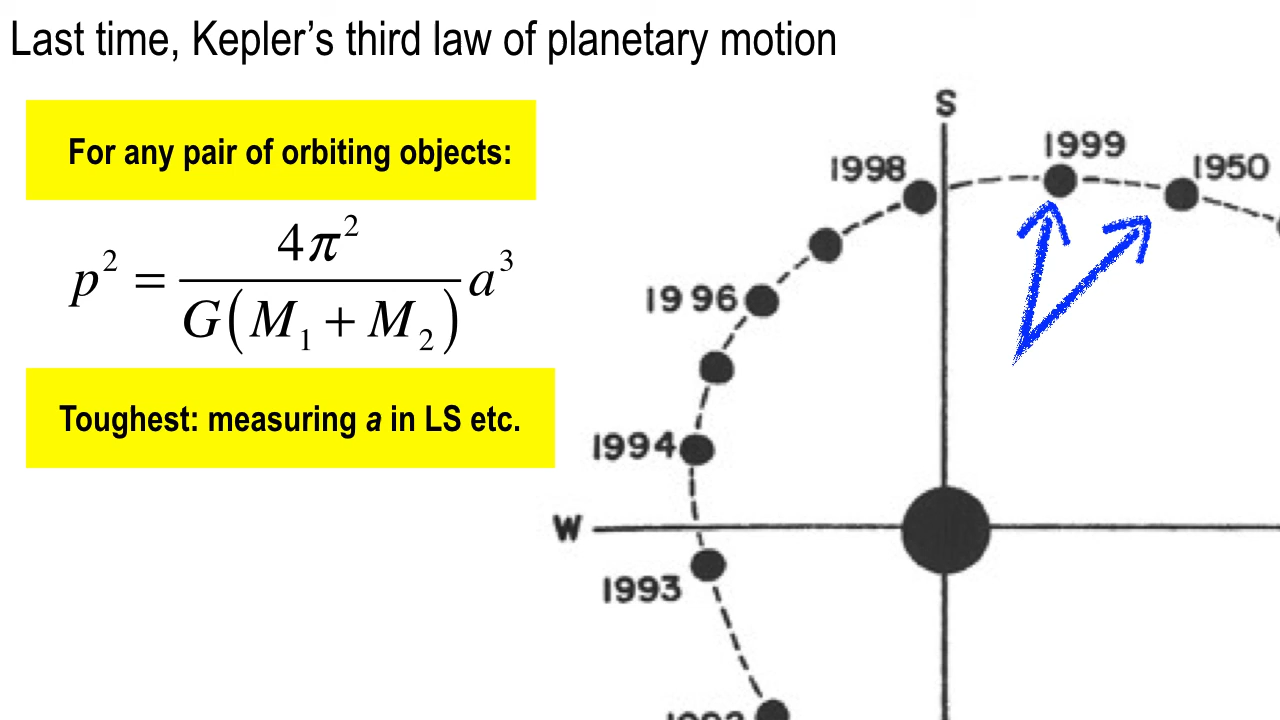 Last time, Kepler’s third law of planetary motion
For any pair of orbiting objects:
p² = 4π² / G(M₁ + M₂) a³
Toughest: measuring a in LS etc.
S
1999
1998
1950
1996
1994
W
1993